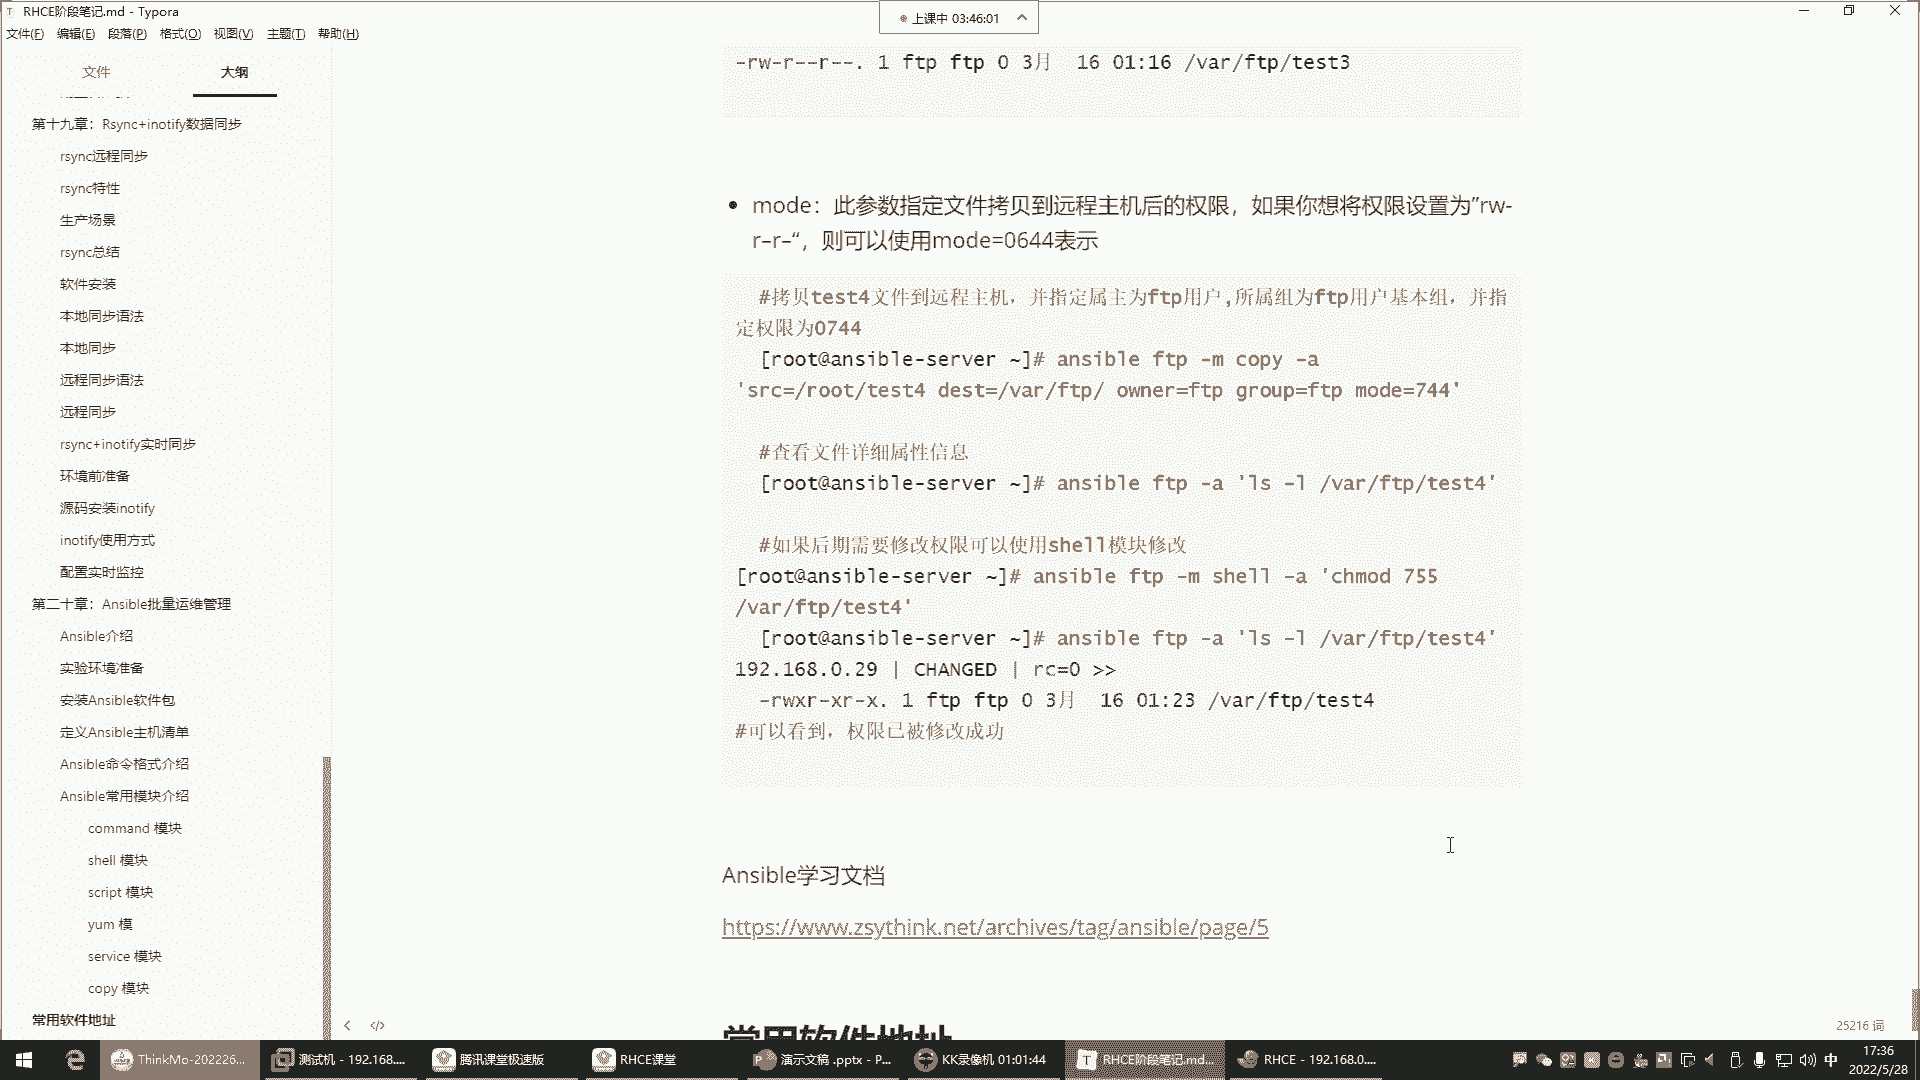 RHCE阶段笔记.md - Typora
上课中 03:46:01
文件(F) 编辑(E) 段落(P) 格式(O) 视图(V) 主题(T) 帮助(H)
文件 大纲
第十九章：Rsync+inotify数据同步
rsync远程同步
rsync特性
生产场景
rsync总结
软件安装
本地同步语法
本地同步
远程同步语法
远程同步
rsync+inotify实时同步
环境前准备
源码安装inotify
inotify使用方式
配置实时监控
第二十章：Ansible批量运维管理
Ansible介绍
实验环境准备
安装Ansible软件包
定义Ansible主机清单
Ansible命令格式介绍
Ansible常用模块介绍
command 模块
shell 模块
script 模块
yum 模
service 模块
copy 模块
常用软件地址
-rw-r--r--. 1 ftp ftp 0 3月  16 01:16 /var/ftp/test3
mode：此参数指定文件拷贝到远程主机后的权限，如果你想将权限设置为”rw-
r–r–“，则可以使用mode=0644表示
#拷贝test4文件到远程主机，并指定属主为ftp用户,所属组为ftp用户基本组，并指
定权限为0744
[root@ansible-server ~]# ansible ftp -m copy -a
'src=/root/test4 dest=/var/ftp/ owner=ftp group=ftp mode=744'
#查看文件详细属性信息
[root@ansible-server ~]# ansible ftp -a 'ls -l /var/ftp/test4'
#如果后期需要修改权限可以使用shell模块修改
[root@ansible-server ~]# ansible ftp -m shell -a 'chmod 755
/var/ftp/test4'
[root@ansible-server ~]# ansible ftp -a 'ls -l /var/ftp/test4'
192.168.0.29 | CHANGED | rc=0 >>
-rwxr-xr-x. 1 ftp ftp 0 3月  16 01:23 /var/ftp/test4
#可以看到，权限已被修改成功
Ansible学习文档
https://www.zsythink.net/archives/tag/ansible/page/5
常用软件地址
25216 词
ThinkMo-202226... 测试机 - 192.168.... 腾讯课堂极速版 RHCE课堂 演示文稿 .pptx - P... KK录像机 01:01:44 RHCE阶段笔记.md... RHCE - 192.168.0.... 中 17:36
2022/5/28